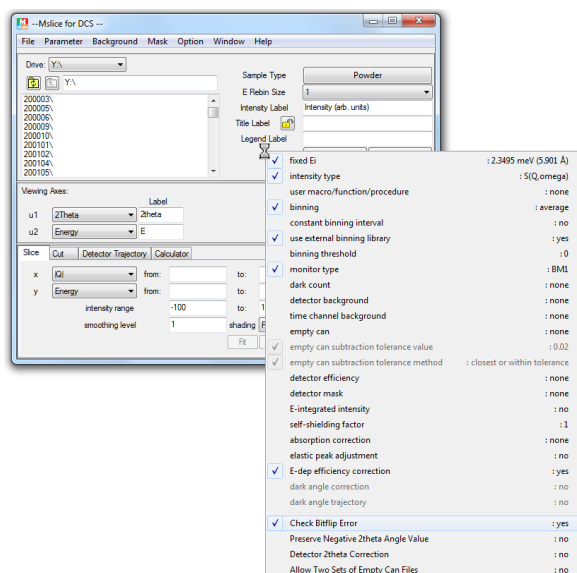 --Mslice for DCS --
File Parameter Background Mask Option Window Help
Drive: Y:\
Y:\
200003\
200005\
200006\
200009\
200010\
200101\
200102\
200104\
200105\
Sample Type Powder
E Rebin Size 1
Intensity Label Intensity (arb. units)
Title Label
Legend Label
Viewing Axes:
Label
u1 2Theta 2theta
u2 Energy E
Slice Cut Detector Trajectory Calculator
x |Q| from: to:
y Energy from: to:
intensity range -100 to: 1
smoothing level 1 shading F
Fit
fixed Ei : 2.3495 meV (5.901 Å)
intensity type : S(Q,omega)
user macro/function/procedure : none
binning : average
constant binning interval : no
use external binning library : yes
binning threshold : 0
monitor type : BM1
dark count : none
detector background : none
time channel background : none
empty can : none
empty can subtraction tolerance value : 0.02
empty can subtraction tolerance method : closest or within tolerance
detector efficiency : none
detector mask : none
E-integrated intensity : no
self-shielding factor : 1
absorption correction : none
elastic peak adjustment : no
E-dep efficiency correction : yes
dark angle correction : no
dark angle trajectory : no
Check Bitflip Error : yes
Preserve Negative 2theta Angle Value : no
Detector 2theta Correction : no
Allow Two Sets of Empty Can Files : no